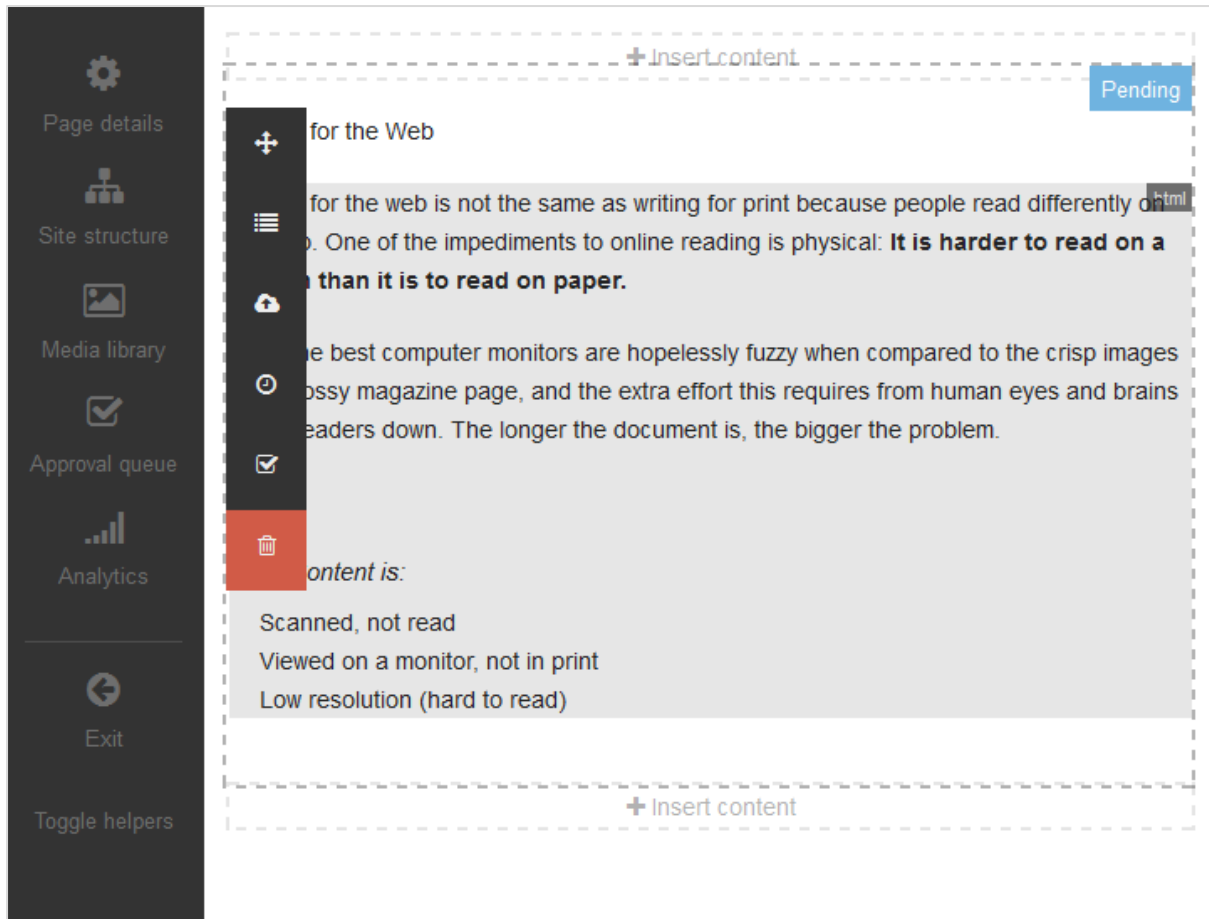 Page details
Site structure
Media library
Approval queue
Analytics
Exit
Toggle helpers
Insert content
Pending
for the Web
html
for the web is not the same as writing for print because people read differently on
. One of the impediments to online reading is physical: It is harder to read on a
than it is to read on paper.
best computer monitors are hopelessly fuzzy when compared to the crisp images
magazine page, and the extra effort this requires from human eyes and brains
down. The longer the document is, the bigger the problem.
ontent is:
Scanned, not read
Viewed on a monitor, not in print
Low resolution (hard to read)
Insert content